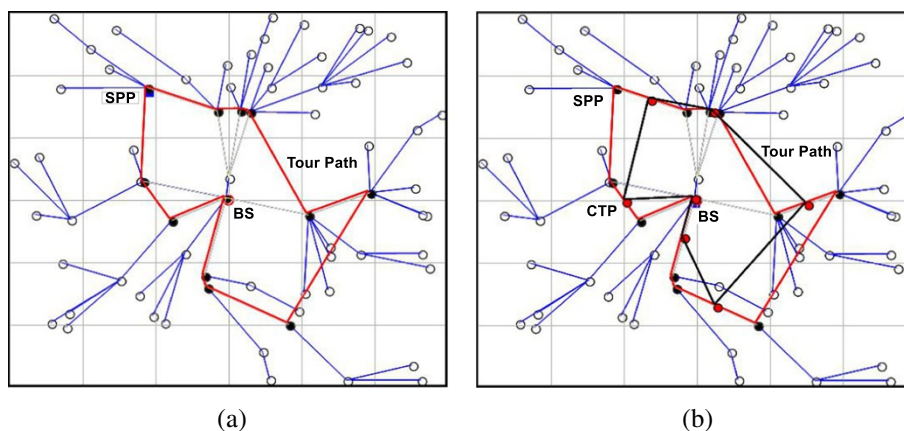 SPP
Tour Path
BS
SPP
Tour Path
CTP
BS
(a)
(b)